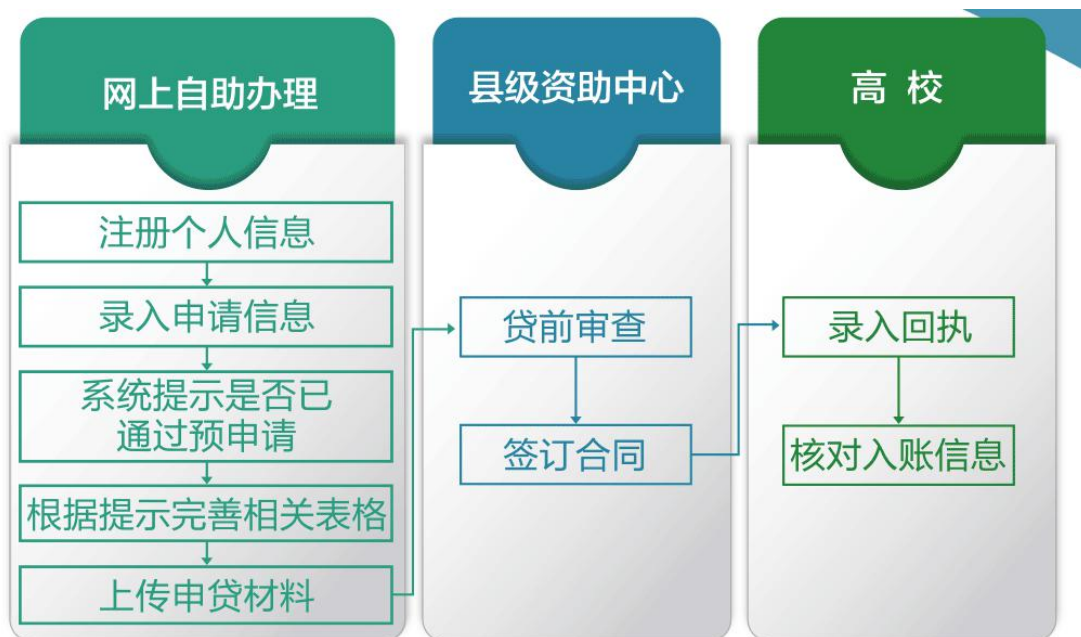 网上自助办理
注册个人信息
录入申请信息
系统提示是否已
通过预申请
根据提示完善相关表格
上传申贷材料
县级资助中心
贷前审查
签订合同
高 校
录入回执
核对入账信息